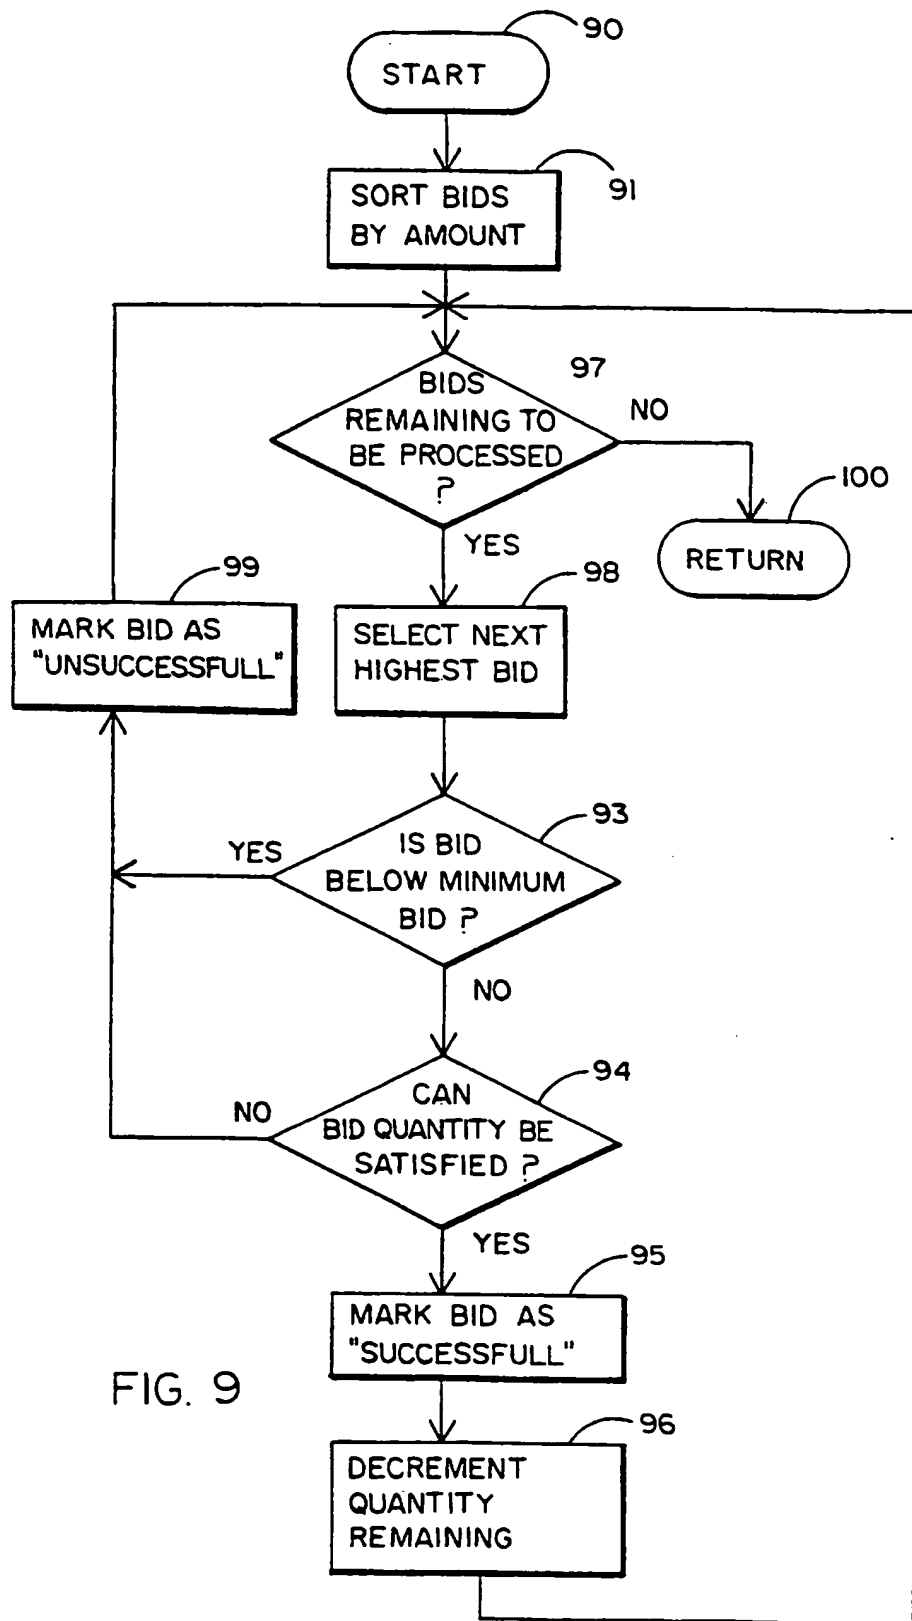 90
START
91
SORT BIDS
BY AMOUNT
97
BIDS
REMAINING TO
BE PROCESSED
?
NO
100
RETURN
YES
99
MARK BID AS
"UNSUCCESSFULL"
98
SELECT NEXT
HIGHEST BID
93
YES
IS BID
BELOW MINIMUM
BID ?
NO
94
NO
CAN
BID QUANTITY BE
SATISFIED ?
YES
95
MARK BID AS
"SUCCESSFULL"
FIG. 9
96
DECREMENT
QUANTITY
REMAINING